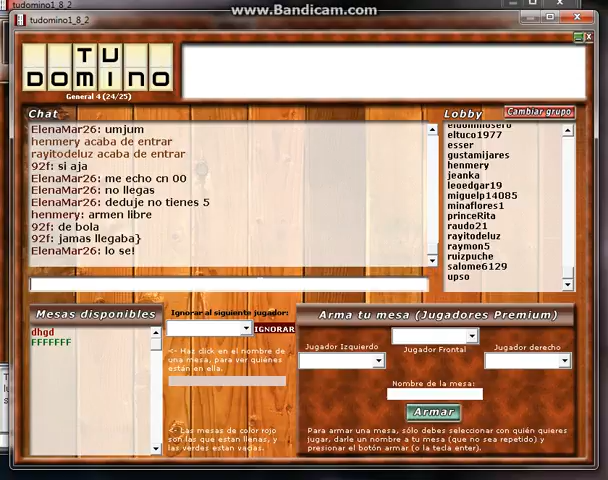 tudomino1_8_2
www.Bandicam.com
tudomino1_8_2
TU
DOMINO
General 4 (24/25)
Chat
ElenaMar26: umjum
henmery acaba de entrar
rayitodeluz acaba de entrar
92f: si aja
ElenaMar26: me echo cn 00
ElenaMar26: no llegas
ElenaMar26: deduje no tienes 5
henmery: armen libre
92f: de bola
92f: jamas llegaba}
ElenaMar26: lo se!
Lobby
Cambiar grupo
eldominosero
eltuco1977
esser
gustamijares
henmery
jeanka
leoedgar19
miguelp14085
minaflores1
princeRita
raudo21
rayitodeluz
raymon5
ruizpuche
salome6129
upso
Mesas disponibles
dhgd
FFFFFFF
Ignorar al siguiente jugador:
IGNORAR
<- Haz click en el nombre de
una mesa, para ver quiénes
están en ella.
<- Las mesas de color rojo
son las que estan llenas, y
las verdes estan vacías.
Arma tu mesa (Jugadores Premium)
Jugador Izquierdo
Jugador Frontal
Jugador derecho
Nombre de la mesa:
Armar
Para armar una mesa, sólo debes seleccionar con quién quieres
jugar, darle un nombre a tu mesa (que no sea repetido) y
presionar el botón armar (o la tecla enter).